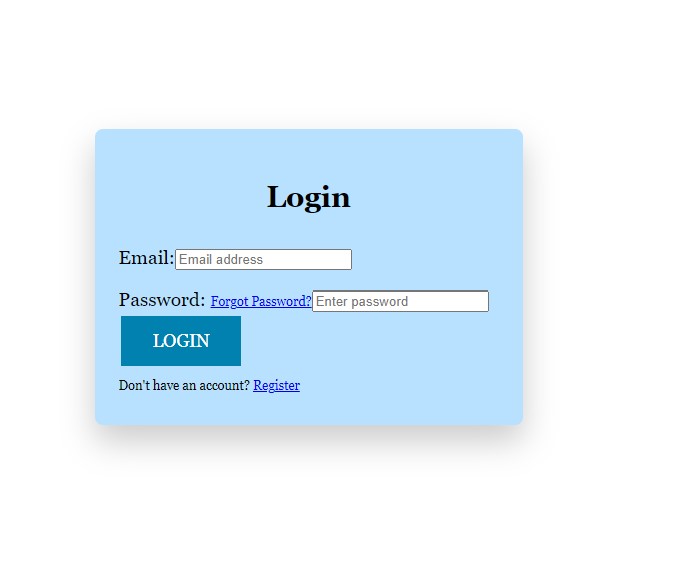 Login
Email: Email address
Password: Forgot Password? Enter password
LOGIN
Don't have an account? Register